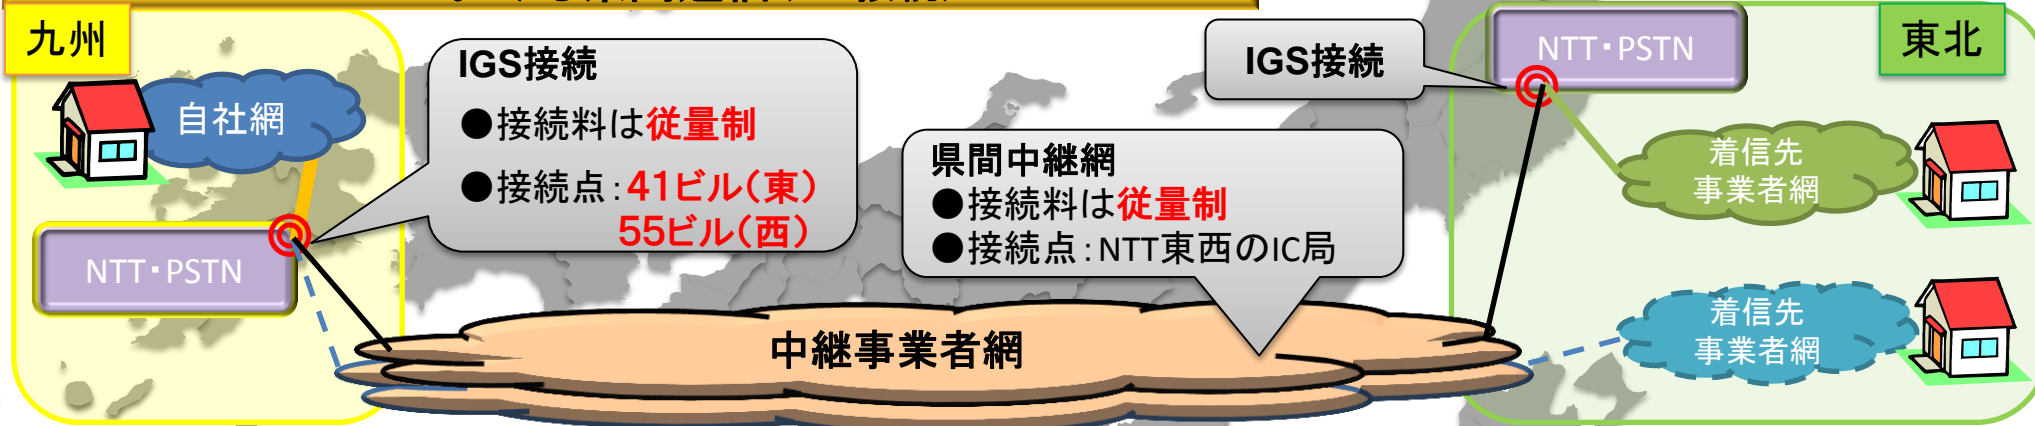 九州
自社網
NTT・PSTN
IGS接続
●接続料は従量制
●接続点：41ビル（東）
55ビル（西）
県間中継網
●接続料は従量制
●接続点：NTT東西のIC局
中継事業者網
IGS接続
NTT・PSTN
東北
着信先
事業者網
着信先
事業者網